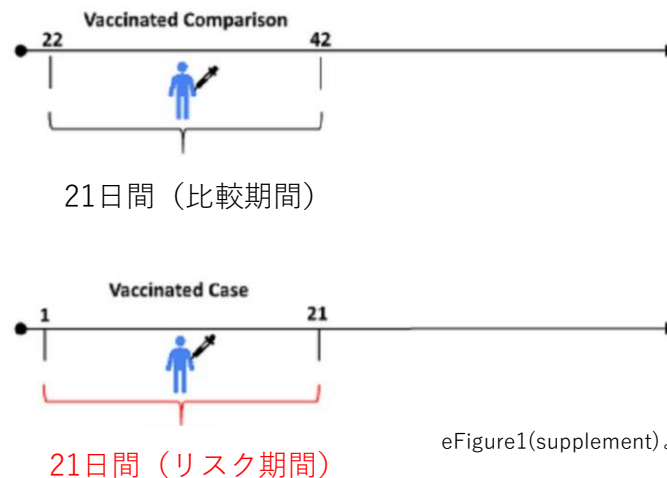 Vaccinated Comparison
22 42
21日間（比較期間）
Vaccinated Case
1 21
21日間（リスク期間）
eFigure1(supplement)